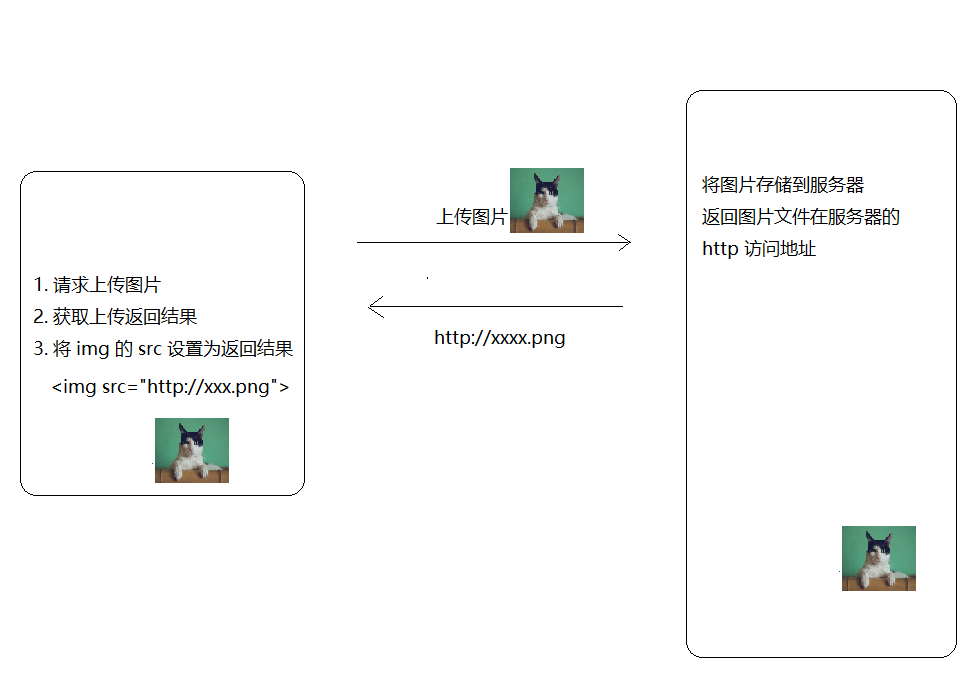 1. 请求上传图片
2. 获取上传返回结果
3. 将 img 的 src 设置为返回结果
<img src="http://xxx.png">
上传图片
http://xxxx.png
将图片存储到服务器
返回图片文件在服务器的
http 访问地址